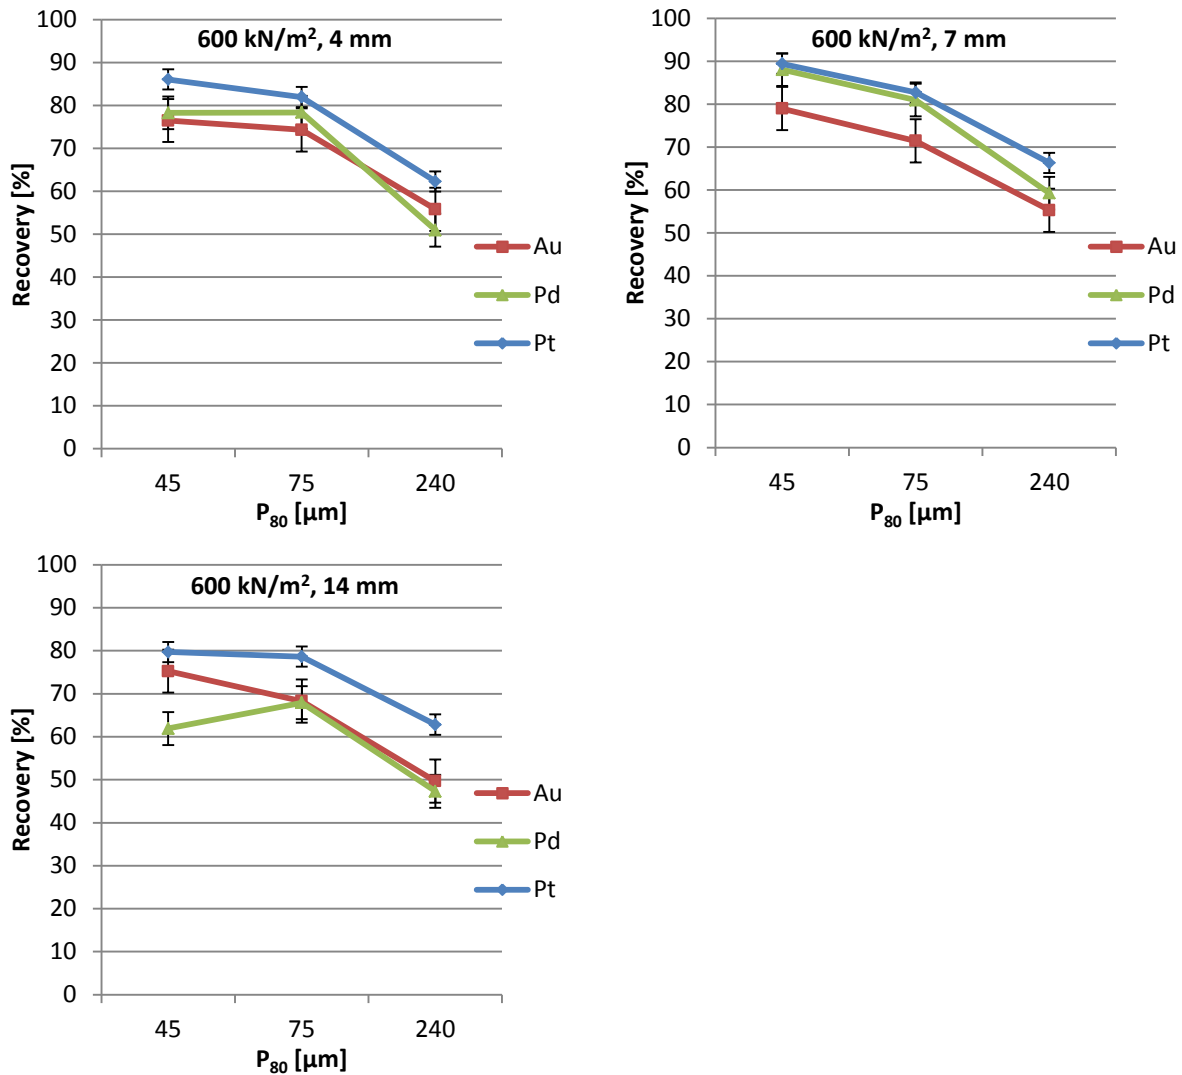 600 kN/m², 4 mm
Recovery [%]
100
90
80
70
60
50
40
30
20
10
0
45 75 240
P₈₀ [µm]
Au
Pd
Pt
600 kN/m², 7 mm
Recovery [%]
100
90
80
70
60
50
40
30
20
10
0
45 75 240
P₈₀ [µm]
Au
Pd
Pt
600 kN/m², 14 mm
Recovery [%]
100
90
80
70
60
50
40
30
20
10
0
45 75 240
P₈₀ [µm]
Au
Pd
Pt